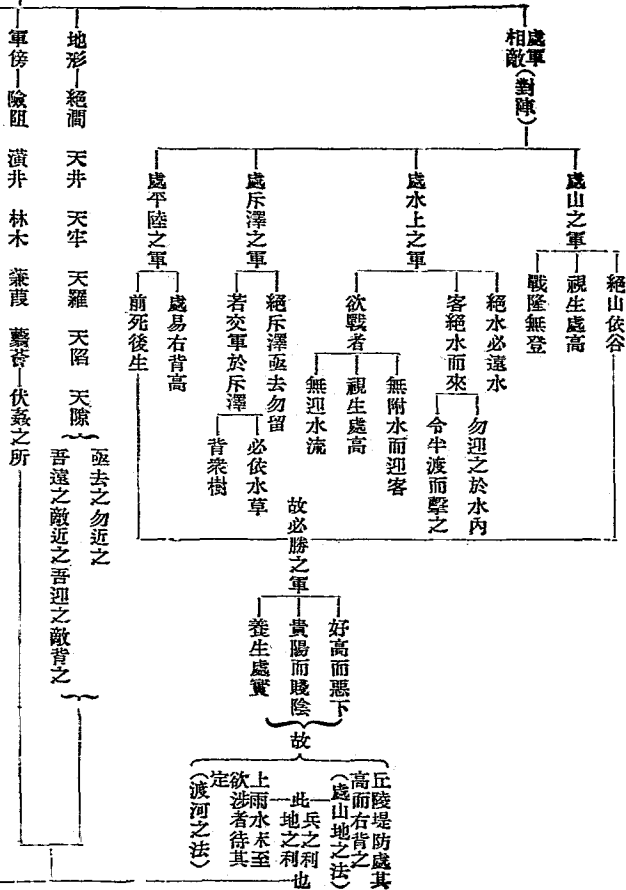 處軍
相敵（對陣）
處山之軍
絕山依谷
視生處高
戰隆無登
處水上之軍
絕水必遠水
客絕水而來
勿迎之於水內
令半渡而擊之
欲戰者
無附水而迎客
視生處高
無迎水流
處斥澤之軍
絕斥澤亟去勿留
若交軍於斥澤
必依水草
背衆樹
處平陸之軍
處易右背高
前死後生
故必勝之軍
好高而惡下
貴陽而賤陰
養生處實
故
丘陵堤防處其
高而右背之
（處山地之法）
此兵之利
地之利也
上雨水未至
欲涉者待其
定
（渡河之法）
地形 絕澗 天井 天牢 天羅 天陷 天隙
亟去之勿近之
吾遠之敵近之吾迎之敵背之
軍傍 險阻 潢井 林木 蒹葭 蘙薈 伏姦之所